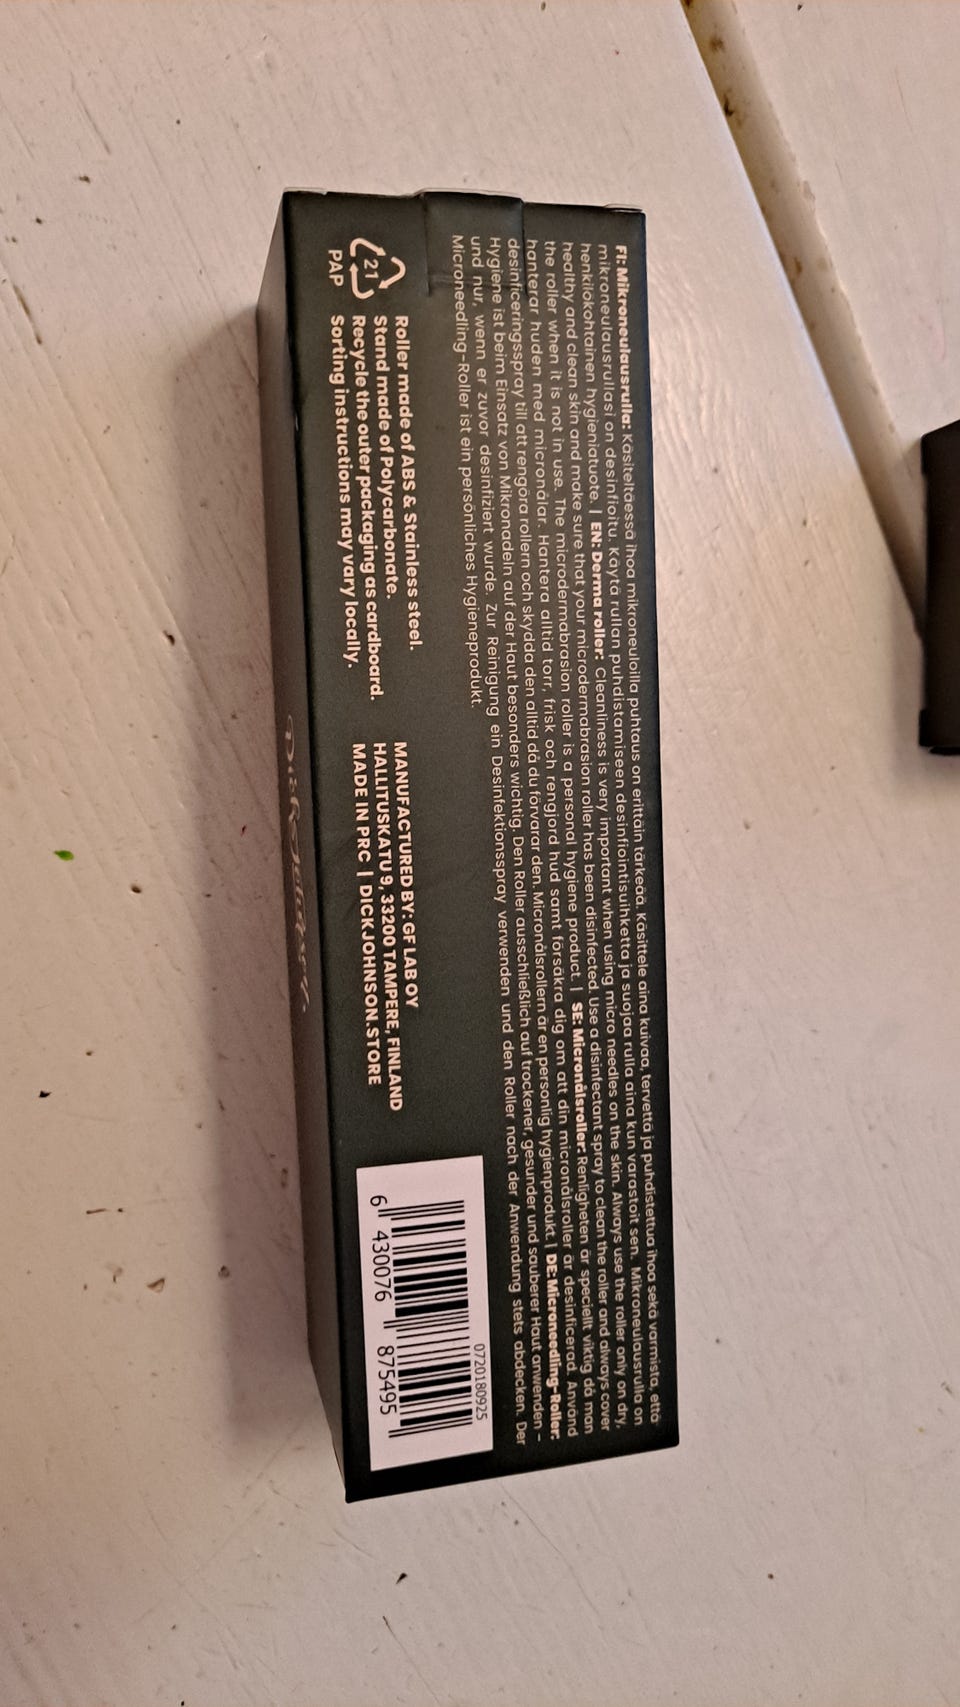 FI: Mikroneulausrulla: Käsiteltäessä ihoa mikroneuloilla puhtaus on erittäin tärkeää. Käsittele aina kuivaa, tervettä ja puhdistettua ihoa sekä varmista, että
mikroneulausrullasi on desinfioitu. Käytä rullan puhdistamiseen desinfiointisuihketta ja suojaa rulla aina kun varastoit sen. Mikroneulausrulla on
henkilökohtainen hygieniatuote. | EN: Derma roller: Cleanliness is very important when using micro needles on the skin. Always use the roller only on dry,
healthy and clean skin and make sure that your microdermabrasion roller has been disinfected. Use a disinfectant spray to clean the roller and always cover
the roller when it is not in use. The microdermabrasion roller is a personal hygiene product. | SE: Micronålsroller: Renligheten är speciellt viktig då man
hanterar huden med micronålar. Hantera alltid torr, frisk och rengjord hud samt försäkra dig om att din micronålsroller är desinficerad. Använd
desinficeringsspray till att rengöra rollern och skydda den alltid då du förvarar den. Micronålsrollern är en personlig hygienprodukt. | DE: Microneedling-Roller:
Hygiene ist beim Einsatz von Mikronadeln auf der Haut besonders wichtig. Den Roller ausschließlich auf trockener, gesunder und sauberer Haut anwenden –
und nur, wenn er zuvor desinfiziert wurde. Zur Reinigung ein Desinfektionsspray verwenden und den Roller nach der Anwendung stets abdecken. Der
Microneedling-Roller ist ein persönliches Hygieneprodukt.
21
PAP
Roller made of ABS & Stainless steel.
Stand made of Polycarbonate.
Recycle the outer packaging as cardboard.
Sorting instructions may vary locally.
MANUFACTURED BY: GF LAB OY
HALLITUSKATU 9, 33200 TAMPERE, FINLAND
MADE IN PRC | DICKJOHNSON.STORE
0720180925
6 430076 875495
Dick Johnson